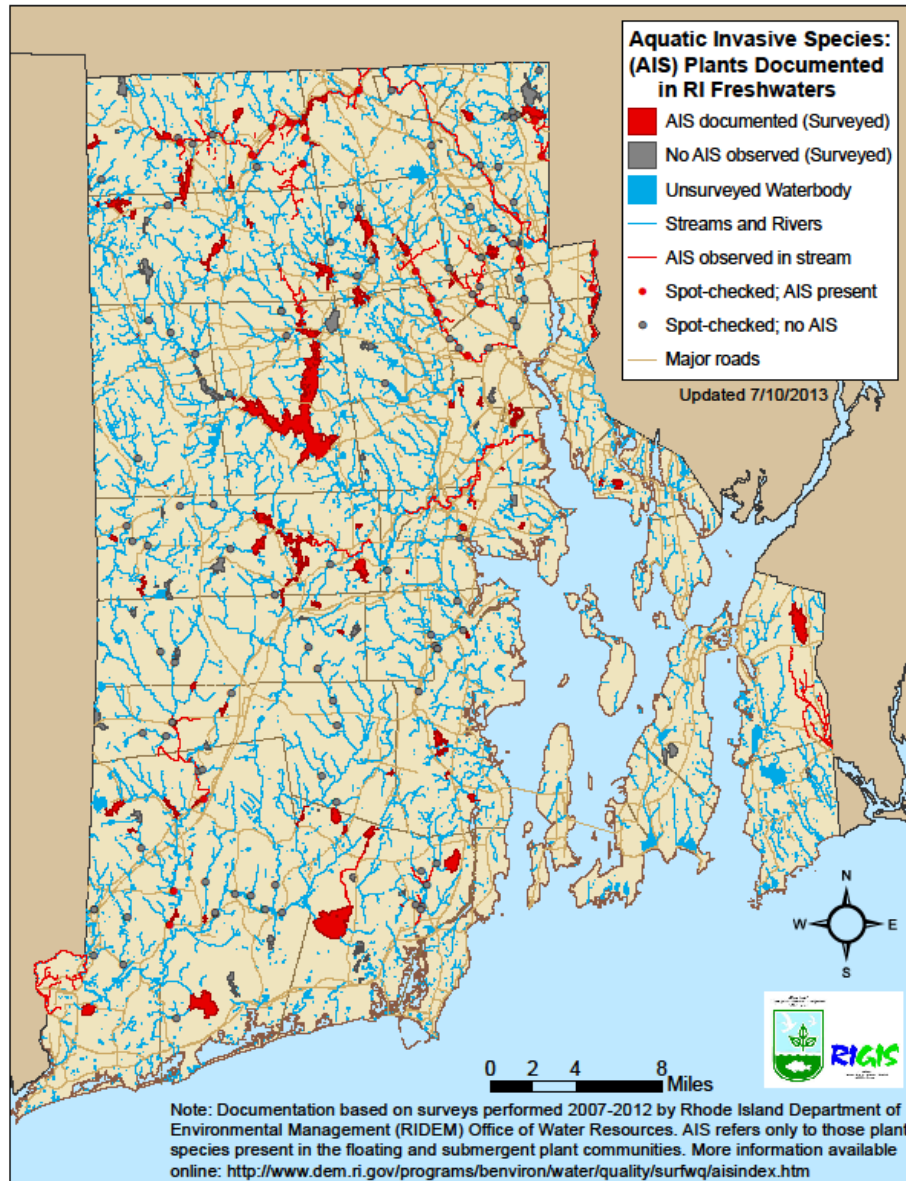 Aquatic Invasive Species:
(AIS) Plants Documented
in RI Freshwaters
AIS documented (Surveyed)
No AIS observed (Surveyed)
Unsurveyed Waterbody
Streams and Rivers
AIS observed in stream
Spot-checked; AIS present
Spot-checked; no AIS
Major roads
Updated 7/10/2013
N
W E
S
RIGIS
0 2 4 8
Miles
Note: Documentation based on surveys performed 2007-2012 by Rhode Island Department of
Environmental Management (RIDEM) Office of Water Resources. AIS refers only to those plant
species present in the floating and submergent plant communities. More information available
online: http://www.dem.ri.gov/programs/benviron/water/quality/surfwq/aisindex.htm